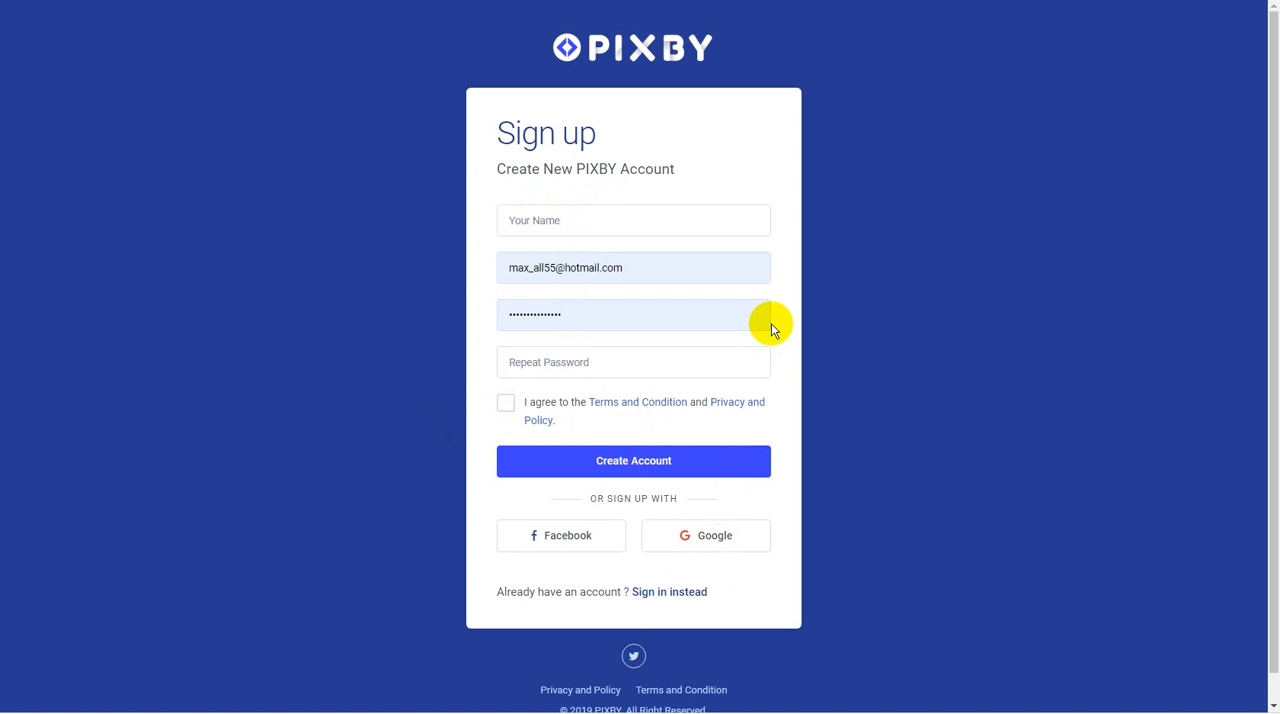 PIXBY
Sign up
Create New PIXBY Account
Your Name
max_all55@hotmail.com
•••••••••••••••
Repeat Password
I agree to the Terms and Condition and Privacy and
Policy.
Create Account
OR SIGN UP WITH
Facebook
Google
Already have an account ? Sign in instead
Privacy and Policy
Terms and Condition
© 2019 PIXBY. All Right Reserved.